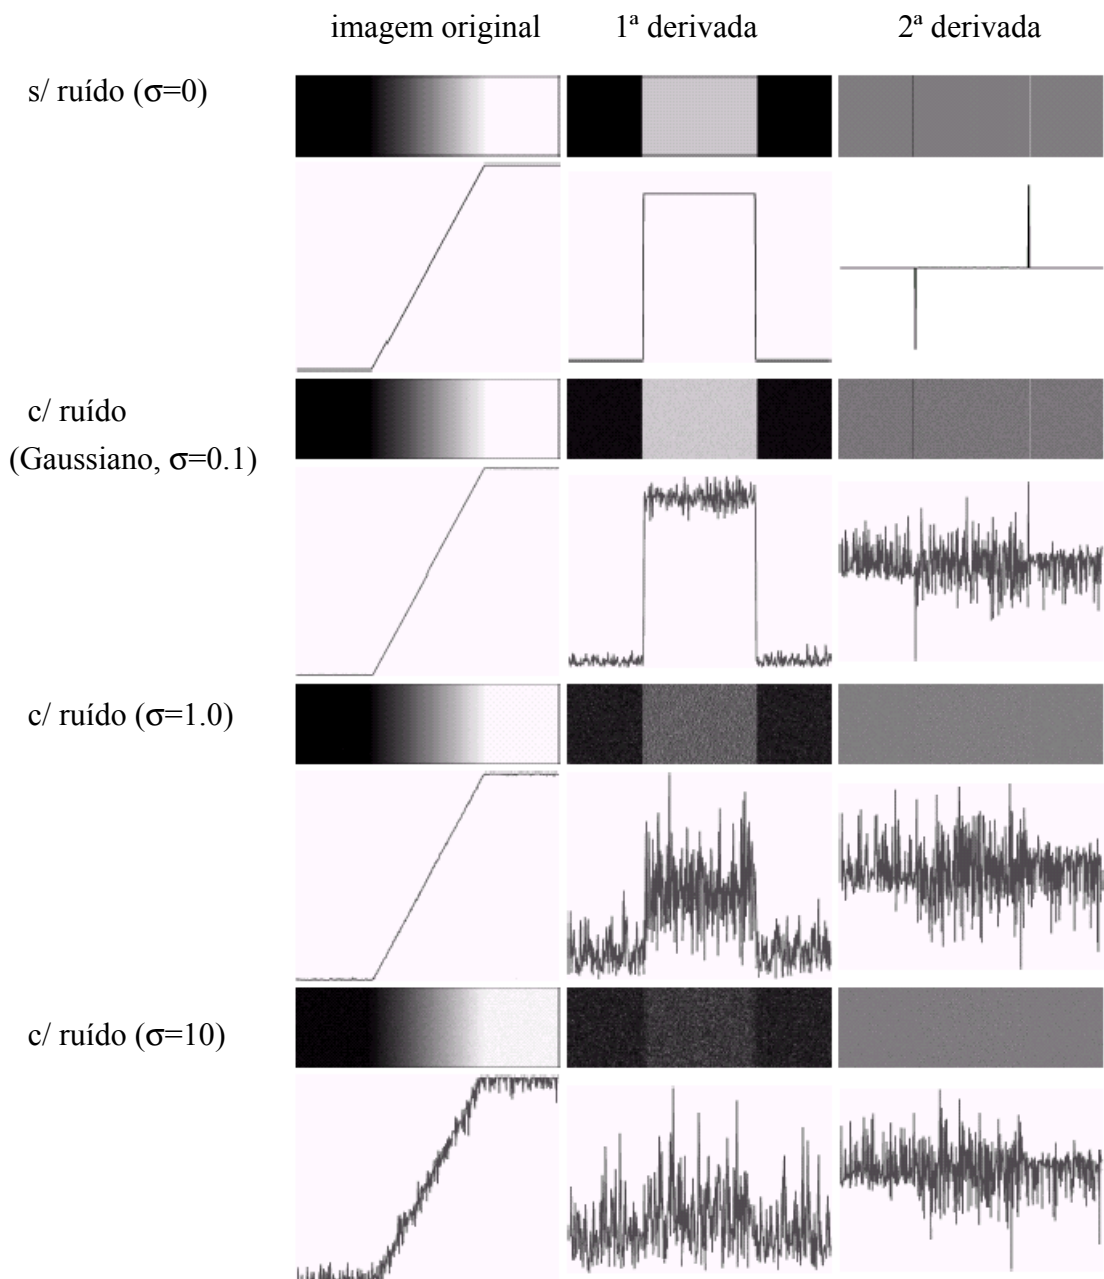 imagem original 1ª derivada 2ª derivada
s/ ruído (σ=0)
c/ ruído
(Gaussiano, σ=0.1)
c/ ruído (σ=1.0)
c/ ruído (σ=10)